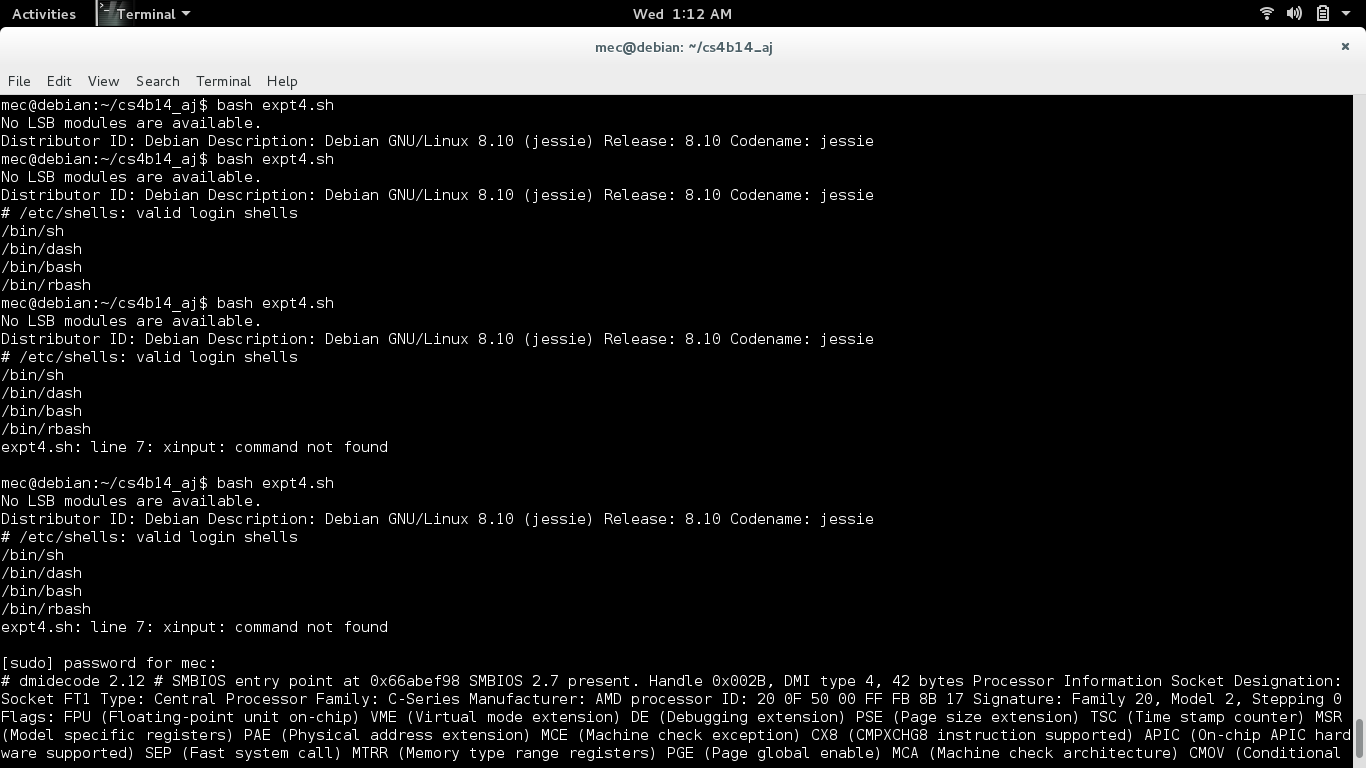 Activities Terminal Wed 1:12 AM
mec@debian: ~/cs4b14_aj ×
File Edit View Search Terminal Help
mec@debian:~/cs4b14_aj$ bash expt4.sh
No LSB modules are available.
Distributor ID: Debian Description: Debian GNU/Linux 8.10 (jessie) Release: 8.10 Codename: jessie
mec@debian:~/cs4b14_aj$ bash expt4.sh
No LSB modules are available.
Distributor ID: Debian Description: Debian GNU/Linux 8.10 (jessie) Release: 8.10 Codename: jessie
# /etc/shells: valid login shells
/bin/sh
/bin/dash
/bin/bash
/bin/rbash
mec@debian:~/cs4b14_aj$ bash expt4.sh
No LSB modules are available.
Distributor ID: Debian Description: Debian GNU/Linux 8.10 (jessie) Release: 8.10 Codename: jessie
# /etc/shells: valid login shells
/bin/sh
/bin/dash
/bin/bash
/bin/rbash
expt4.sh: line 7: xinput: command not found
mec@debian:~/cs4b14_aj$ bash expt4.sh
No LSB modules are available.
Distributor ID: Debian Description: Debian GNU/Linux 8.10 (jessie) Release: 8.10 Codename: jessie
# /etc/shells: valid login shells
/bin/sh
/bin/dash
/bin/bash
/bin/rbash
expt4.sh: line 7: xinput: command not found
[sudo] password for mec:
# dmidecode 2.12 # SMBIOS entry point at 0x66abef98 SMBIOS 2.7 present. Handle 0x002B, DMI type 4, 42 bytes Processor Information Socket Designation:
Socket FT1 Type: Central Processor Family: C-Series Manufacturer: AMD processor ID: 20 0F 50 00 FF FB 8B 17 Signature: Family 20, Model 2, Stepping 0
Flags: FPU (Floating-point unit on-chip) VME (Virtual mode extension) DE (Debugging extension) PSE (Page size extension) TSC (Time stamp counter) MSR
(Model specific registers) PAE (Physical address extension) MCE (Machine check exception) CX8 (CMPXCHG8 instruction supported) APIC (On-chip APIC hard
ware supported) SEP (Fast system call) MTRR (Memory type range registers) PGE (Page global enable) MCA (Machine check architecture) CMOV (Conditional